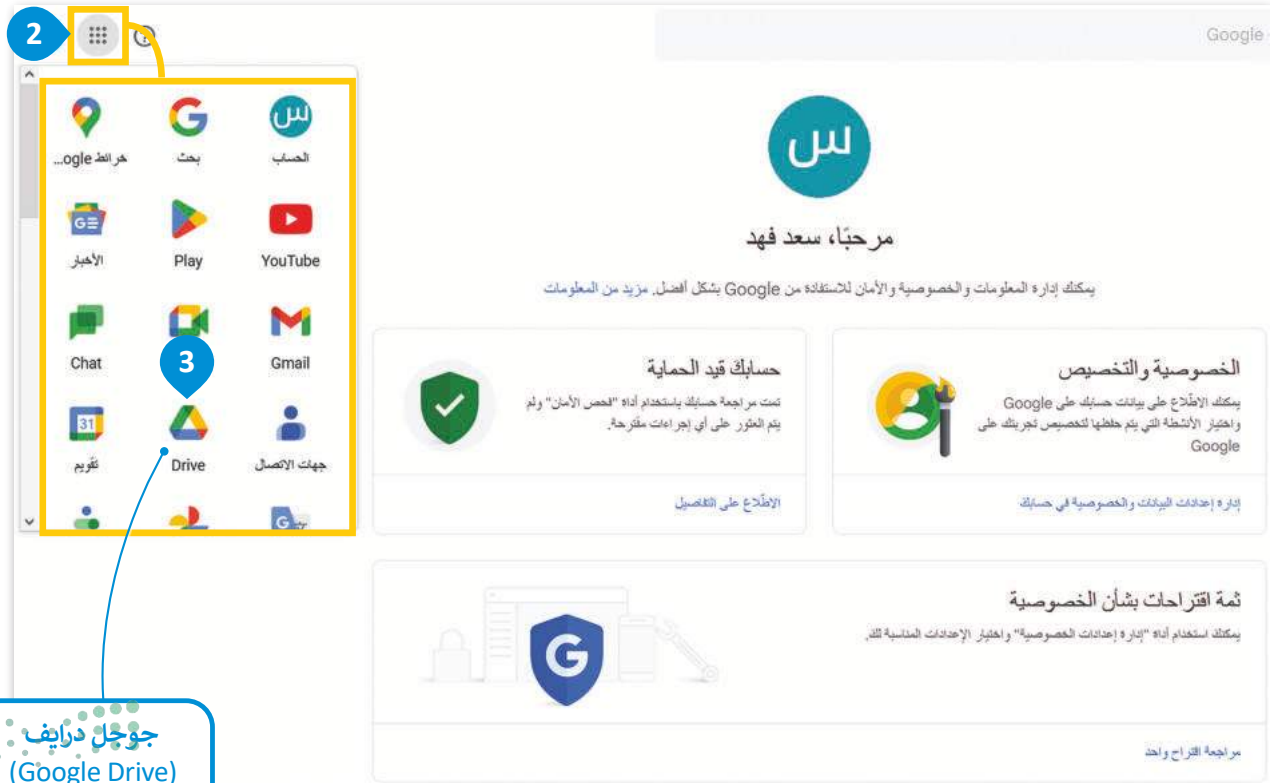 2
Google
الحساب
بحث
خرائط ogle...
YouTube
Play
الأخبار
Gmail
3
Chat
جهات الاتصال
Drive
31
تقويم
س
مرحبًا، سعد فهد
يمكنك إدارة المعلومات والخصوصية والأمان للاستفادة من Google بشكل أفضل. مزيد من المعلومات
الخصوصية والتخصيص
يمكنك الاطّلاع على بيانات حسابك على Google
واختيار الأنشطة التي يتم حفظها لتخصيص تجربتك على
Google
إدارة إعدادات البيانات والخصوصية في حسابك
حسابك قيد الحماية
تمت مراجعة حسابك باستخدام أداة "فحص الأمان" ولم
يتم العثور على أي إجراءات مقترحة.
الاطّلاع على التفاصيل
ثمة اقتراحات بشأن الخصوصية
يمكنك استخدام أداة "إدارة إعدادات الخصوصية" واختيار الإعدادات المناسبة لك.
مراجعة اقتراح واحد
جوجل درايف
(Google Drive)